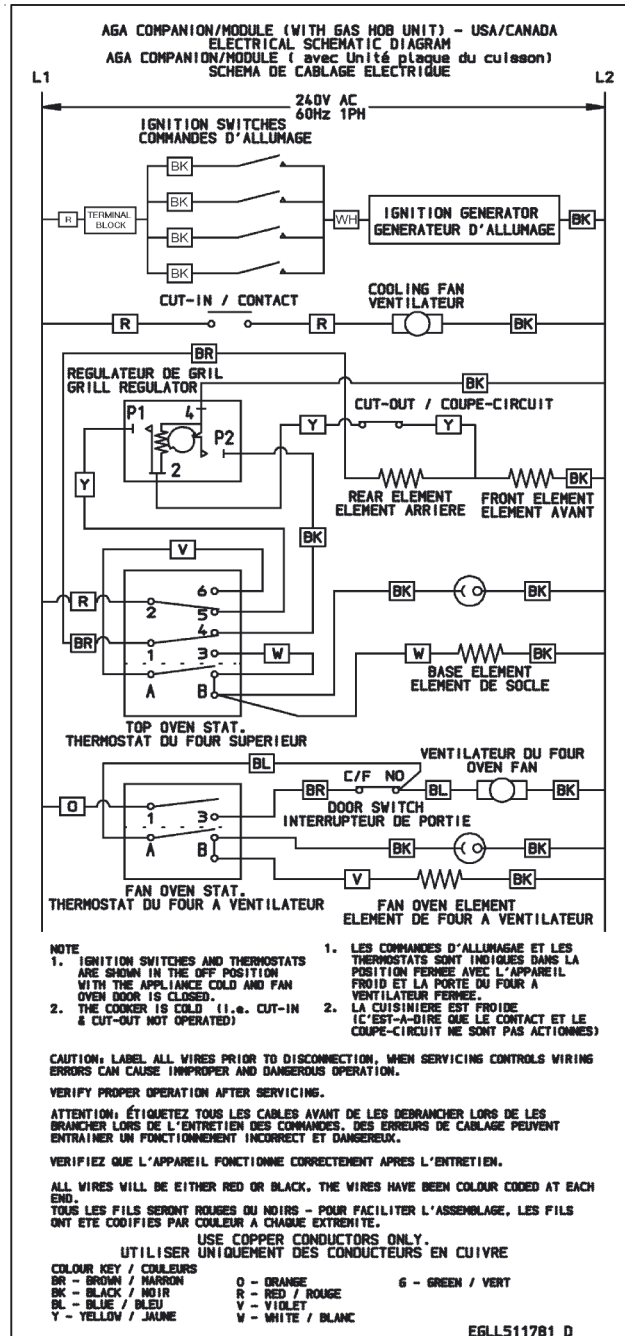 AGA COMPANION/MODULE (WITH GAS HOB UNIT) - USA/CANADA
ELECTRICAL SCHEMATIC DIAGRAM
AGA COMPANION/MODULE ( avec Unité plaque du cuisson)
SCHEMA DE CABLAGE ELECTRIQUE
L1
L2
240V AC
60Hz 1PH
IGNITION SWITCHES
COMMANDES D'ALLUMAGE
BK
BK
BK
BK
R
TERMINAL
BLOCK
WH
IGNITION GENERATOR
GENERATEUR D'ALLUMAGE
BK
CUT-IN / CONTACT
COOLING FAN
VENTILATEUR
R
R
BK
BR
REGULATEUR DE GRIL
GRILL REGULATOR
BK
P1
4
P2
2
CUT-OUT / COUPE-CIRCUIT
Y
Y
Y
REAR ELEMENT
ELEMENT ARRIERE
FRONT ELEMENT
ELEMENT AVANT
BK
BK
V
R
BR
6
2
5
4
1
3
W
A
B
BK
BK
W
BK
BASE ELEMENT
ELEMENT DE SOCLE
TOP OVEN STAT.
THERMOSTAT DU FOUR SUPERIEUR
BL
VENTILATEUR DU FOUR
OVEN FAN
C/F NO
BR
BL
BK
DOOR SWITCH
INTERRUPTEUR DE PORTIE
O
1
3
A
B
BK
BK
V
BK
FAN OVEN STAT.
THERMOSTAT DU FOUR A VENTILATEUR
FAN OVEN ELEMENT
ELEMENT DE FOUR A VENTILATEUR
NOTE
1. IGNITION SWITCHES AND THERMOSTATS
ARE SHOWN IN THE OFF POSITION
WITH THE APPLIANCE COLD AND FAN
OVEN DOOR IS CLOSED.
2. THE COOKER IS COLD (i.e. CUT-IN
& CUT-OUT NOT OPERATED)
1. LES COMMANDES D'ALLUMAGAE ET LES
THERMOSTATS SONT INDIQUES DANS LA
POSITION FERMEE AVEC L'APPAREIL
FROID ET LA PORTE DU FOUR A
VENTILATEUR FERMEE.
2. LA CUISINIERE EST FROIDE
(C'EST-A-DIRE QUE LE CONTACT ET LE
COUPE-CIRCUIT NE SONT PAS ACTIONNES)
CAUTION: LABEL ALL WIRES PRIOR TO DISCONNECTION, WHEN SERVICING CONTROLS WIRING
ERRORS CAN CAUSE IMMPROPER AND DANGEROUS OPERATION.
VERIFY PROPER OPERATION AFTER SERVICING.
ATTENTION: ÉTIQUETEZ TOUS LES CABLES AVANT DE LES DEBRANCHER LORS DE LES
BRANCHER LORS DE L'ENTRETIEN DES COMMANDES. DES ERREURS DE CABLAGE PEUVENT
ENTRAINER UN FONCTIONNEMENT INCORRECT ET DANGEREUX.
VERIFIEZ QUE L'APPAREIL FONCTIONNE CORRECTEMENT APRES L'ENTRETIEN.
ALL WIRES WILL BE EITHER RED OR BLACK. THE WIRES HAVE BEEN COLOUR CODED AT EACH
END.
TOUS LES FILS SERONT ROUGES OU NOIRS - POUR FACILITER L'ASSEMBLAGE, LES FILS
ONT ETE CODIFIES PAR COULEUR A CHAQUE EXTREMITE.
USE COPPER CONDUCTORS ONLY.
UTILISER UNIQUEMENT DES CONDUCTEURS EN CUIVRE
COLOUR KEY / COULEURS
BR - BROWN / MARRON
BK - BLACK / NOIR
BL - BLUE / BLEU
Y - YELLOW / JAUNE
O - ORANGE
R - RED / ROUGE
V - VIOLET
W - WHITE / BLANC
G - GREEN / VERT
EGLL511781 D